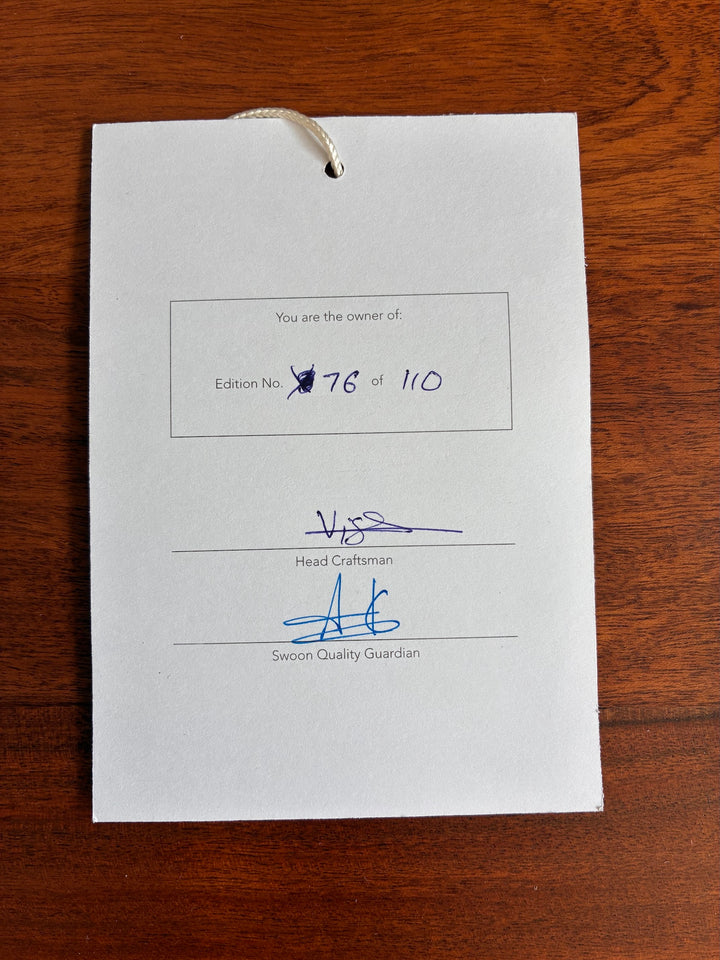 You are the owner of:
Edition No. 76 of 110
Head Craftsman
Swoon Quality Guardian